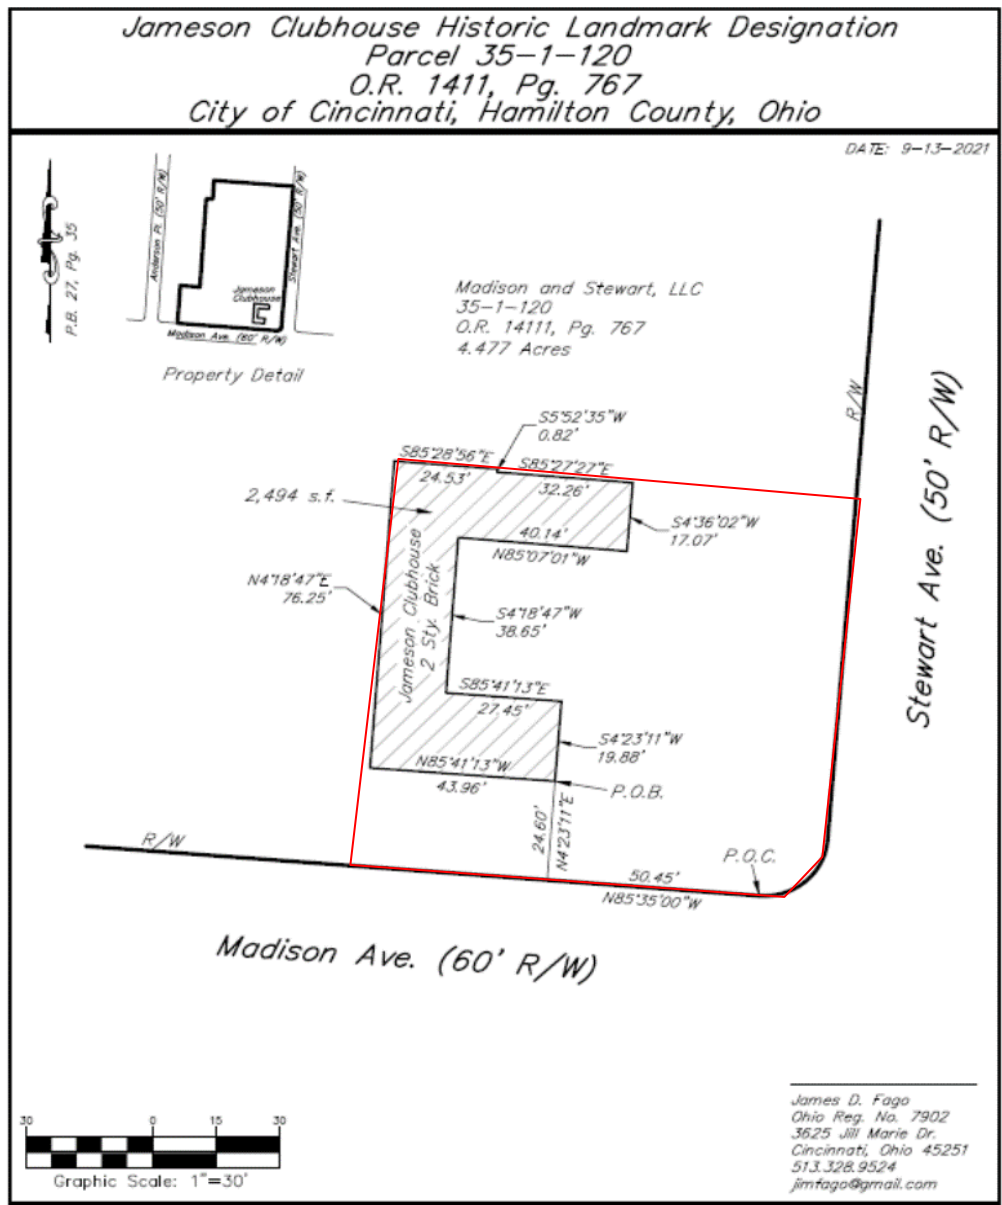 Jameson Clubhouse Historic Landmark Designation
Parcel 35-1-120
O.R. 1411, Pg. 767
City of Cincinnati, Hamilton County, Ohio
DATE: 9-13-2021
P.B. 27, Pg. 35
Anderson Pl. (50' R/W)
Stewart Ave. (50' R/W)
Jameson
Clubhouse
Madison Ave. (60' R/W)
Property Detail
Madison and Stewart, LLC
35-1-120
O.R. 14111, Pg. 767
4.477 Acres
R/W
Stewart Ave. (50' R/W)
S5°52'35"W
0.82'
S85°28'56"E
24.53'
S85°27'27"E
32.26'
2,494 s.f.
S4°36'02"W
17.07'
40.14'
N85°07'01"W
N4°18'47"E
76.25'
Jameson Clubhouse
2 Sty. Brick
S4°18'47"W
38.65'
S85°41'13"E
27.45'
S4°23'11"W
19.88'
N85°41'13"W
43.96'
P.O.B.
24.60'
N4°23'11"E
R/W
P.O.C.
50.45'
N85°35'00"W
Madison Ave. (60' R/W)
30 0 15 30
Graphic Scale: 1"=30'
James D. Fago
Ohio Reg. No. 7902
3625 Jill Marie Dr.
Cincinnati, Ohio 45251
513.328.9524
jimfago@gmail.com